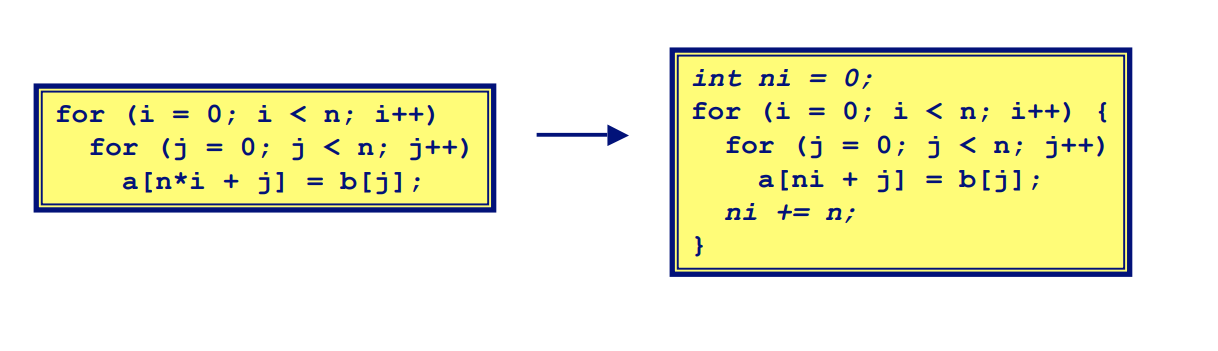 for (i = 0; i < n; i++)
  for (j = 0; j < n; j++)
    a[n*i + j] = b[j];
int ni = 0;
for (i = 0; i < n; i++) {
  for (j = 0; j < n; j++)
    a[ni + j] = b[j];
  ni += n;
}